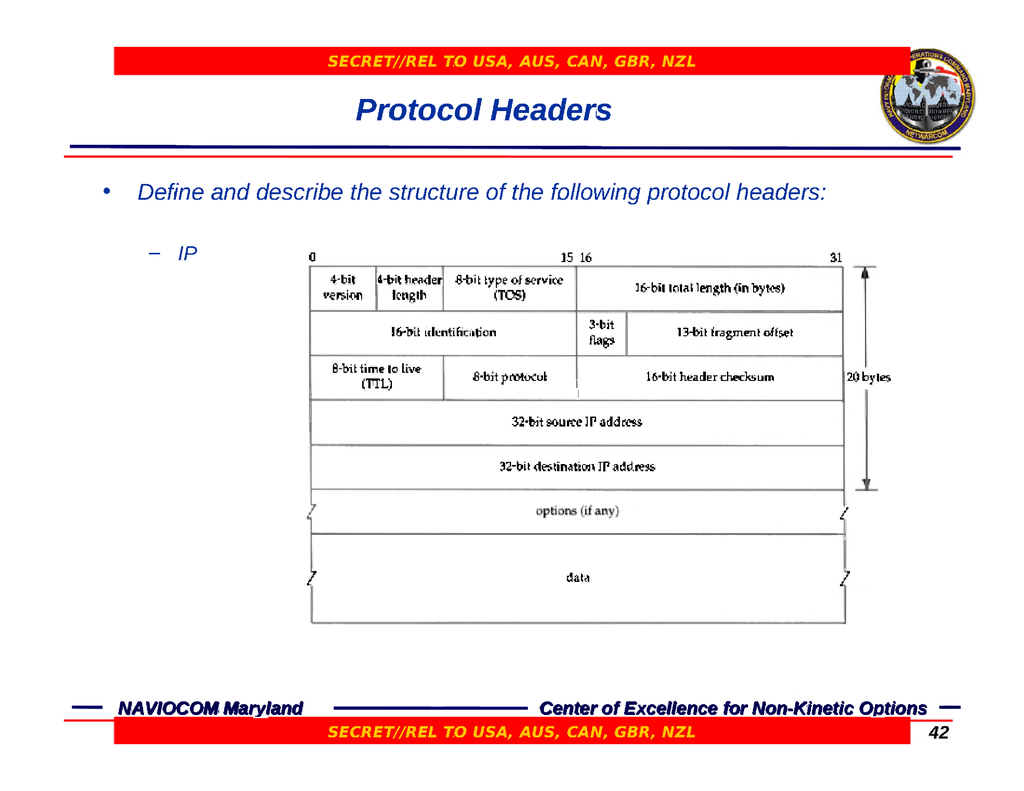 SECRET//REL TO USA, AUS, CAN, GBR, NZL
Protocol Headers
• Define and describe the structure of the following protocol headers:
– IP
0 15 16 31
4-bit version 4-bit header length 8-bit type of service (TOS) 16-bit total length (in bytes)
16-bit identification 3-bit flags 13-bit fragment offset
8-bit time to live (TTL) 8-bit protocol 16-bit header checksum 20 bytes
32-bit source IP address
32-bit destination IP address
options (if any)
data
NAVIOCOM Maryland Center of Excellence for Non-Kinetic Options
SECRET//REL TO USA, AUS, CAN, GBR, NZL 42